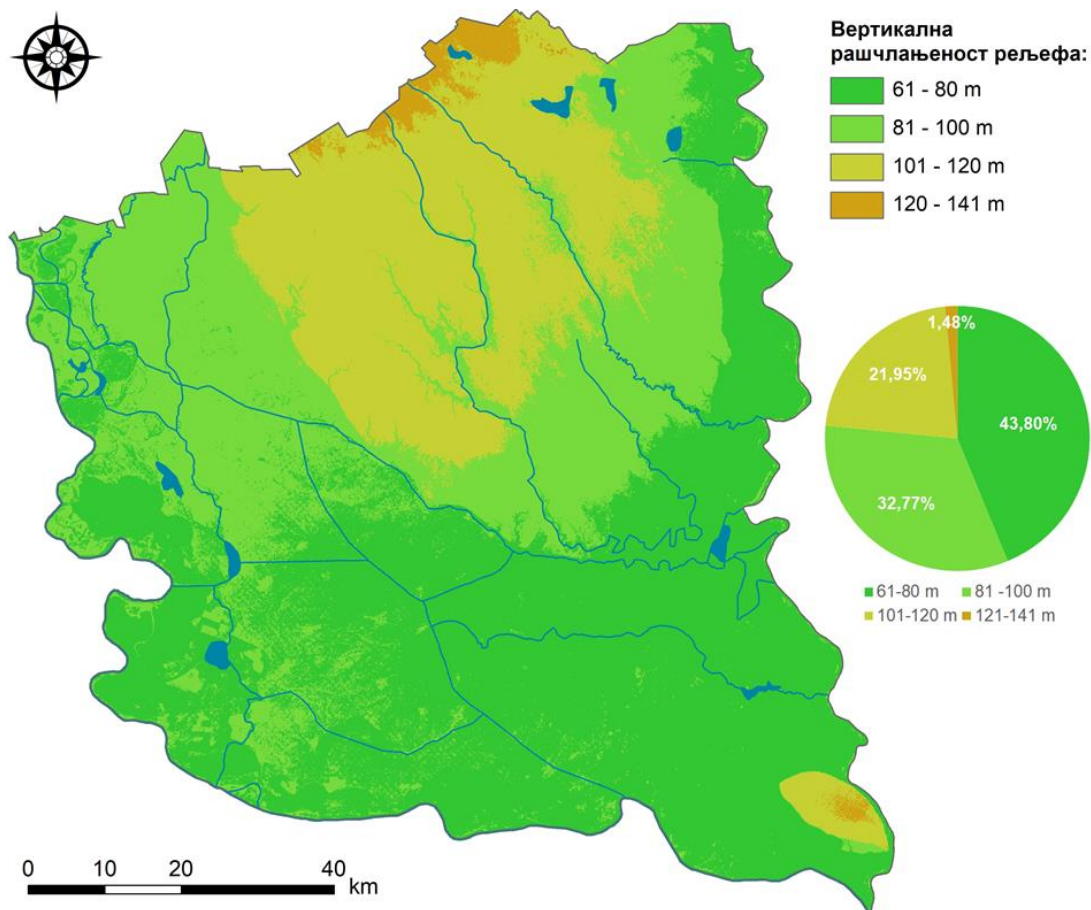 Вертикална
рашчлањеност рељефа:
61 - 80 m
81 - 100 m
101 - 120 m
120 - 141 m
1,48%
21,95%
43,80%
32,77%
61-80 m 81 -100 m
101-120 m 121-141 m
0 10 20 40
km